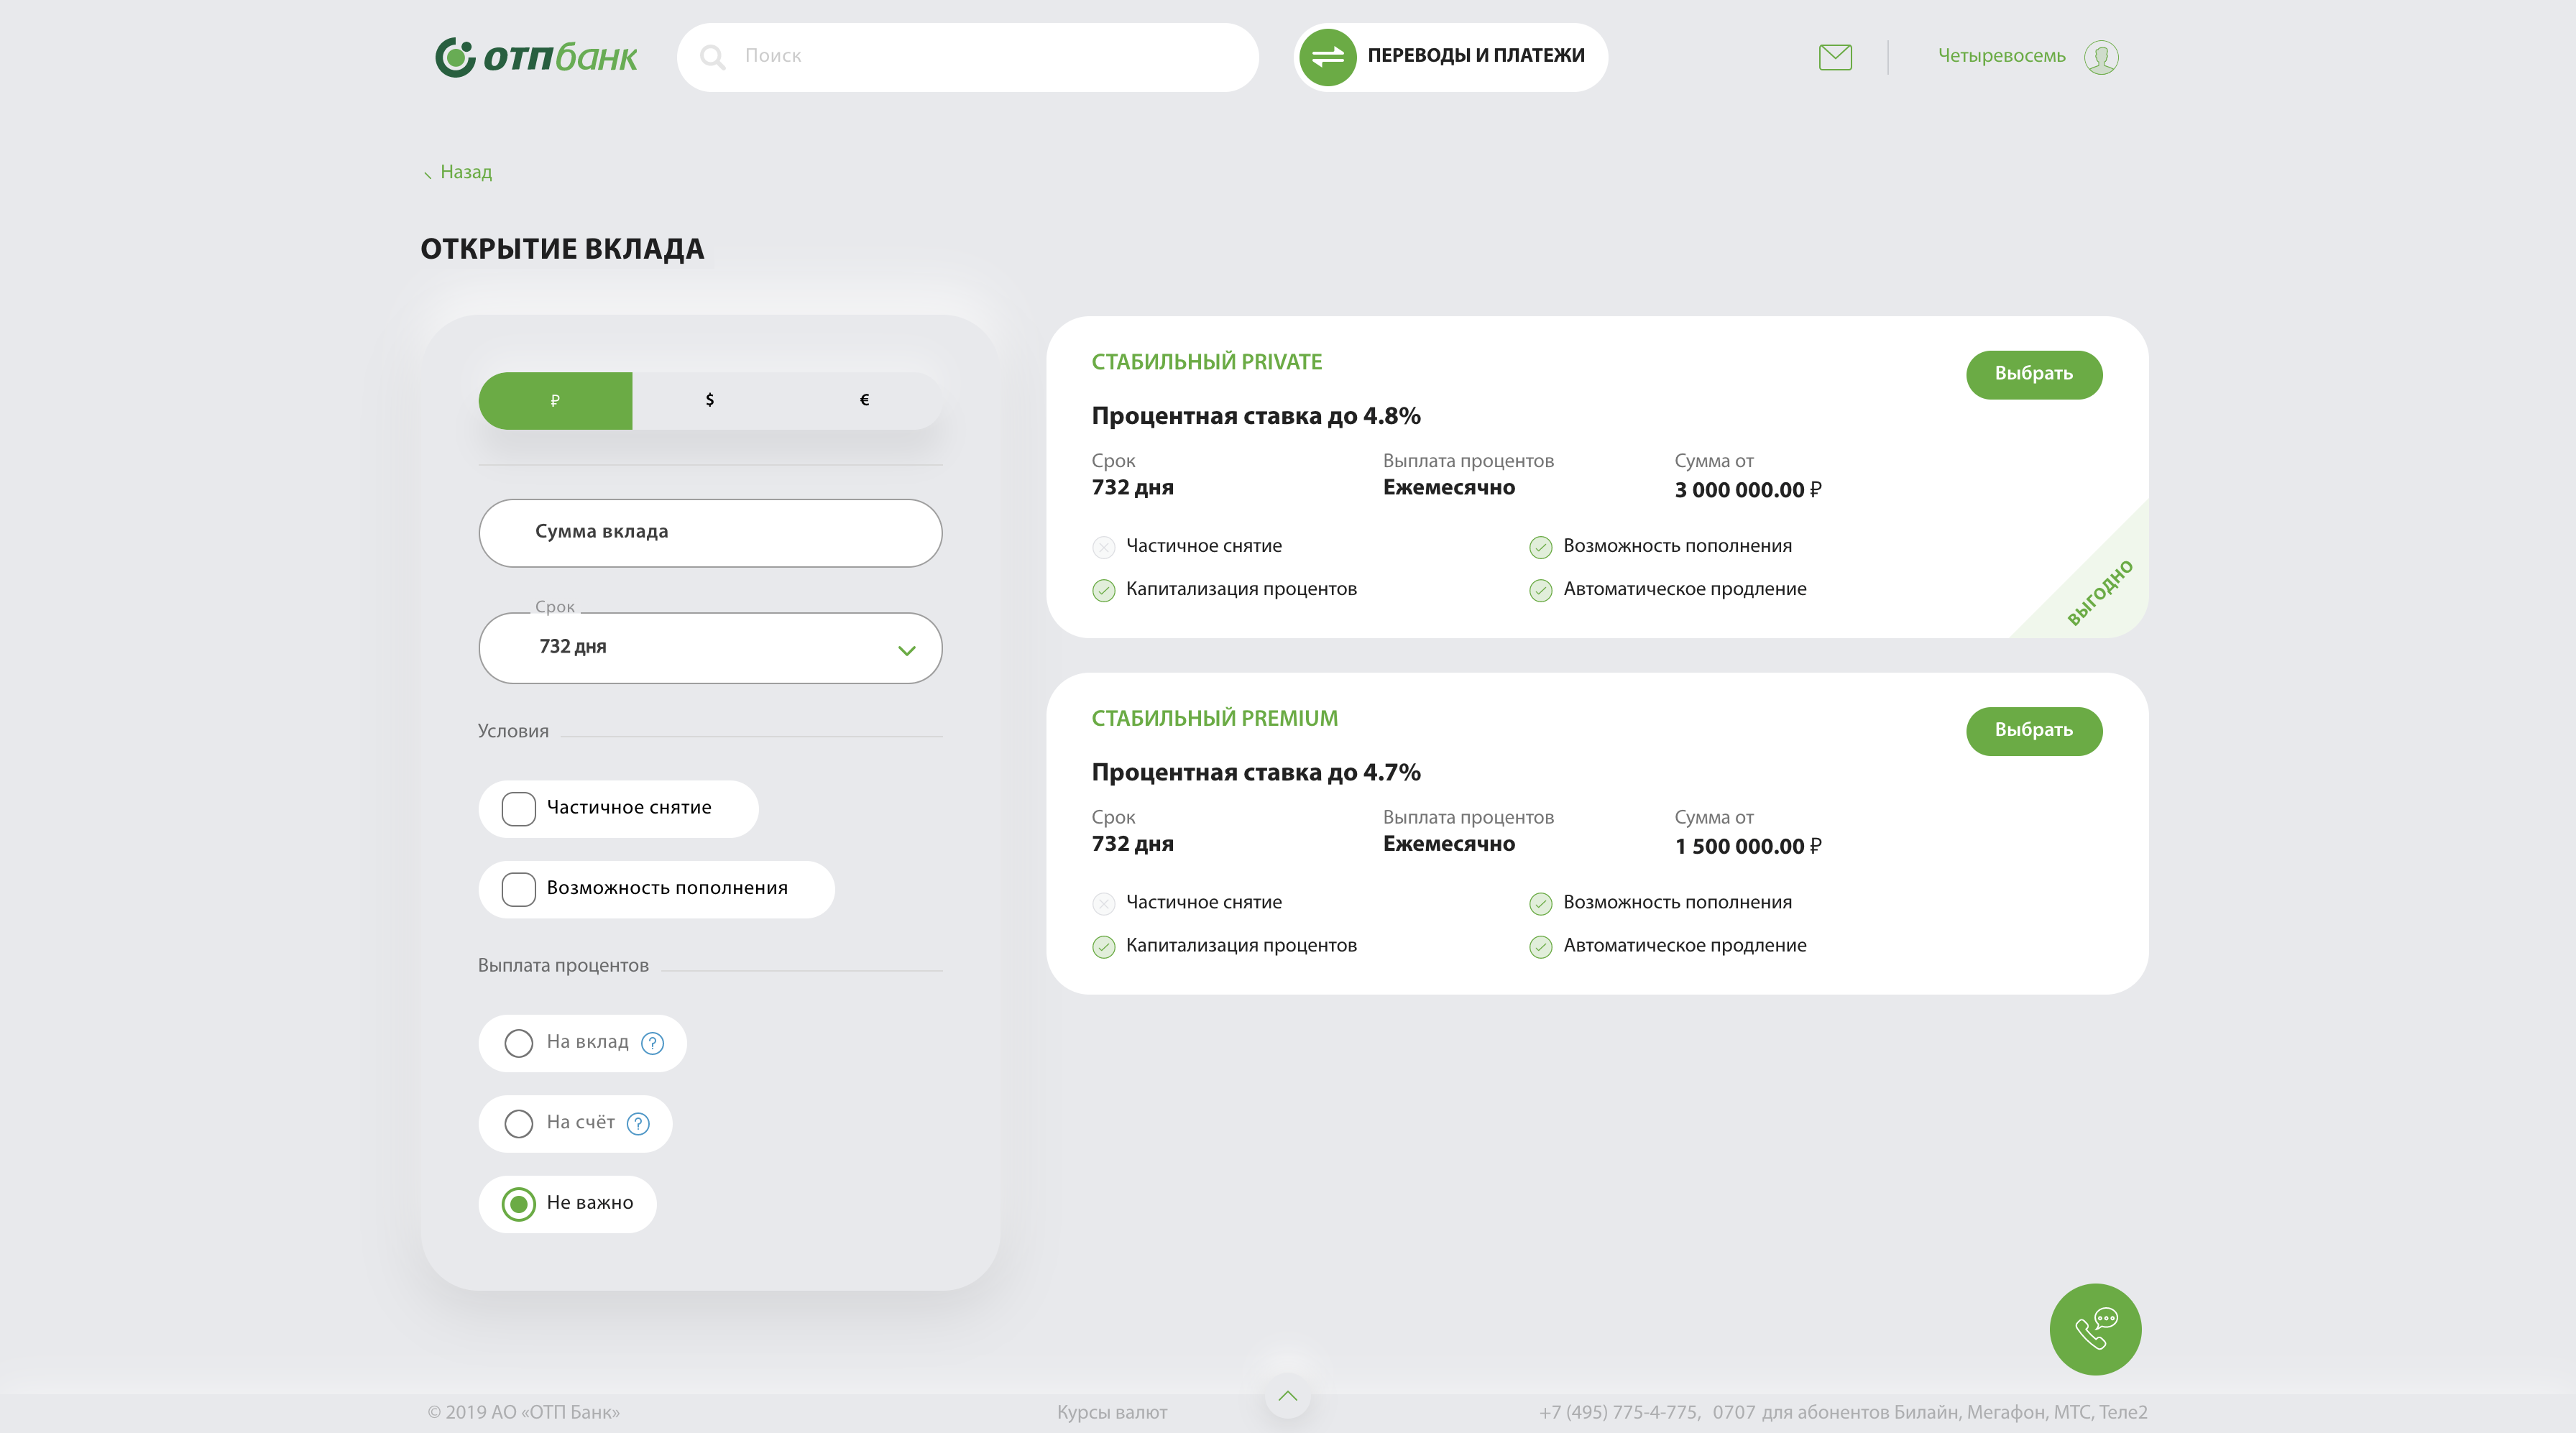 отпбанк
Поиск
ПЕРЕВОДЫ И ПЛАТЕЖИ
Четыревосемь
Назад
ОТКРЫТИЕ ВКЛАДА
₽ $ €
Сумма вклада
Срок
732 дня
Условия
Частичное снятие
Возможность пополнения
Выплата процентов
На вклад ?
На счёт ?
Не важно
СТАБИЛЬНЫЙ PRIVATE
Выбрать
Процентная ставка до 4.8%
Срок Выплата процентов Сумма от
732 дня Ежемесячно 3 000 000.00 ₽
Частичное снятие Возможность пополнения
Капитализация процентов Автоматическое продление
ВЫГОДНО
СТАБИЛЬНЫЙ PREMIUM
Выбрать
Процентная ставка до 4.7%
Срок Выплата процентов Сумма от
732 дня Ежемесячно 1 500 000.00 ₽
Частичное снятие Возможность пополнения
Капитализация процентов Автоматическое продление
© 2019 АО «ОТП Банк» Курсы валют +7 (495) 775-4-775, 0707 для абонентов Билайн, Мегафон, МТС, Теле2